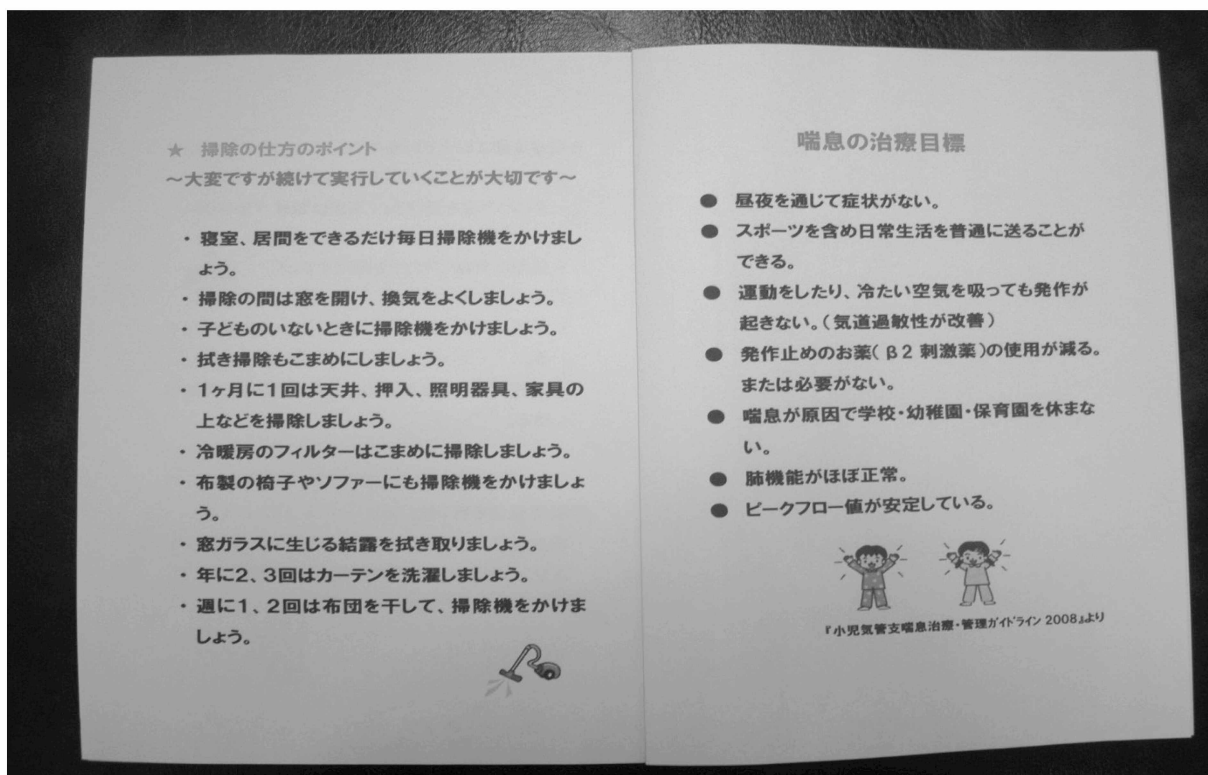 ★ 掃除の仕方のポイント
～大変ですが続けて実行していくことが大切です～
・寝室、居間をできるだけ毎日掃除機をかけまし
ょう。
・掃除の間は窓を開け、換気をよくしましょう。
・子どものいないときに掃除機をかけましょう。
・拭き掃除もこまめにしましょう。
・1ヶ月に1回は天井、押入、照明器具、家具の
上などを掃除しましょう。
・冷暖房のフィルターはこまめに掃除しましょう。
・布製の椅子やソファーにも掃除機をかけましょ
う。
・窓ガラスに生じる結露を拭き取りましょう。
・年に2、3回はカーテンを洗濯しましょう。
・週に1、2回は布団を干して、掃除機をかけま
しょう。
喘息の治療目標
● 昼夜を通じて症状がない。
● スポーツを含め日常生活を普通に送ることが
できる。
● 運動をしたり、冷たい空気を吸っても発作が
起きない。(気道過敏性が改善)
● 発作止めのお薬(β2 刺激薬)の使用が減る。
または必要がない。
● 喘息が原因で学校・幼稚園・保育園を休まな
い。
● 肺機能がほぼ正常。
● ピークフロー値が安定している。
『小児気管支喘息治療・管理ガイドライン 2008』より